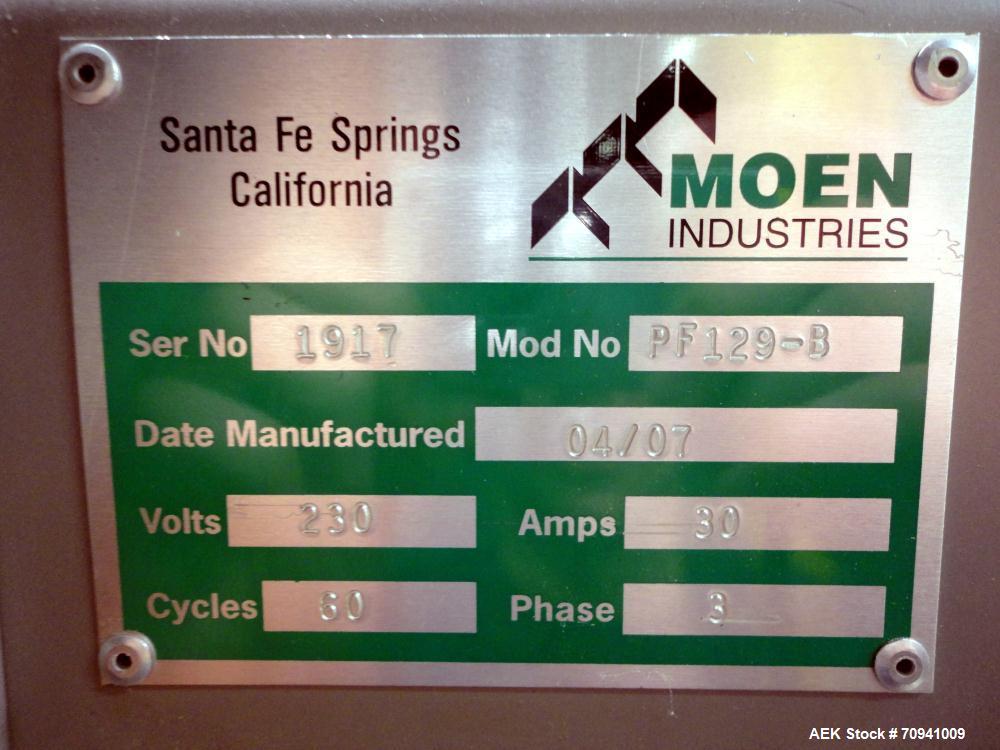 Santa Fe Springs
California
MOEN
INDUSTRIES
Ser No 1917 Mod No PF129-B
Date Manufactured 04/07
Volts 230 Amps 30
Cycles 60 Phase 3
AEK Stock # 70941009